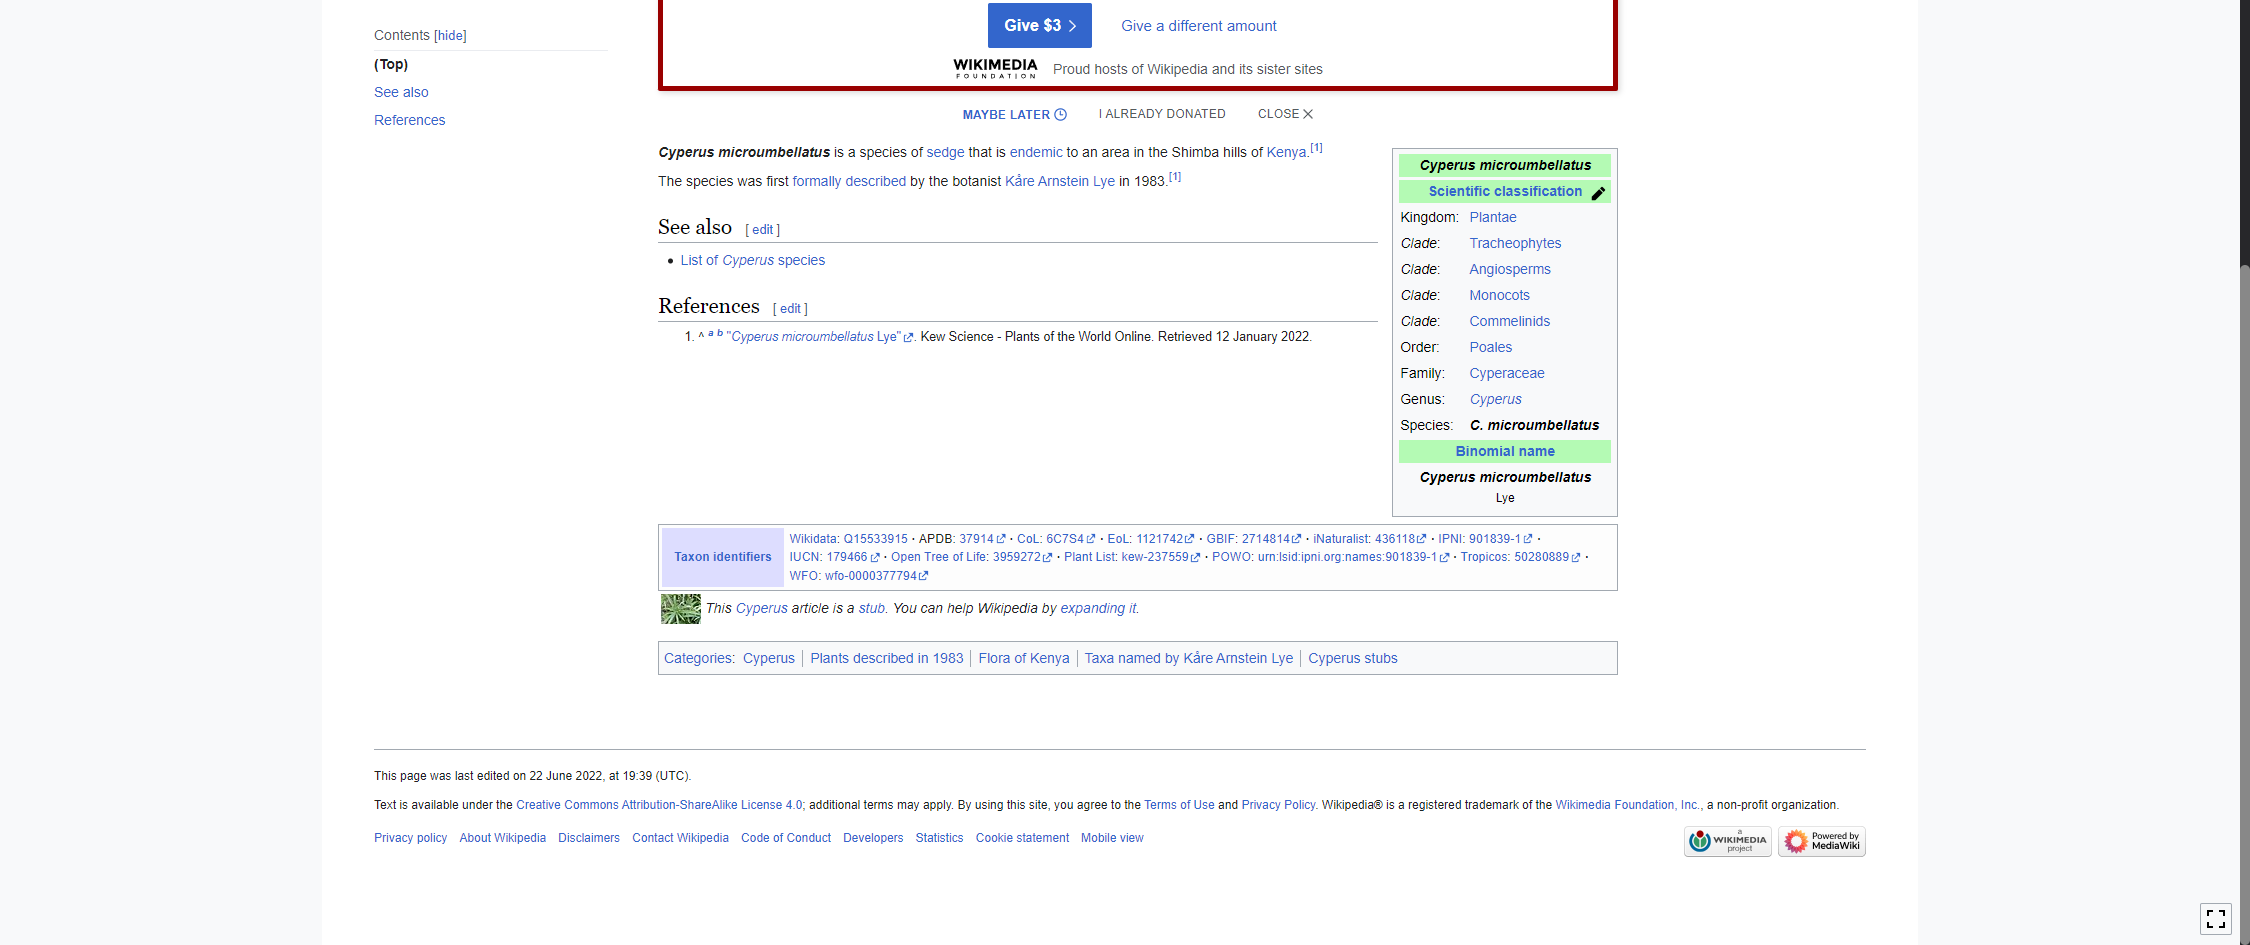 Give $3
Give a different amount
WIKIMEDIA
FOUNDATION
Proud hosts of Wikipedia and its sister sites
MAYBE LATER
I ALREADY DONATED
CLOSE
Contents [hide]
(Top)
See also
References
Cyperus microumbellatus is a species of sedge that is endemic to an area in the Shimba hills of Kenya.[1]
The species was first formally described by the botanist Kåre Arnstein Lye in 1983.[1]
See also [ edit ]
• List of Cyperus species
References [ edit ]
1. ^ a b "Cyperus microumbellatus Lye". Kew Science - Plants of the World Online. Retrieved 12 January 2022.
Cyperus microumbellatus
Scientific classification
Kingdom: Plantae
Clade: Tracheophytes
Clade: Angiosperms
Clade: Monocots
Clade: Commelinids
Order: Poales
Family: Cyperaceae
Genus: Cyperus
Species: C. microumbellatus
Binomial name
Cyperus microumbellatus
Lye
Taxon identifiers
Wikidata: Q15533915 · APDB: 37914 · CoL: 6C7S4 · EoL: 1121742 · GBIF: 2714814 · iNaturalist: 436118 · IPNI: 901839-1 ·
IUCN: 179466 · Open Tree of Life: 3959272 · Plant List: kew-237559 · POWO: urn:lsid:ipni.org:names:901839-1 · Tropicos: 50280889 ·
WFO: wfo-0000377794
This Cyperus article is a stub. You can help Wikipedia by expanding it.
Categories: Cyperus | Plants described in 1983 | Flora of Kenya | Taxa named by Kåre Arnstein Lye | Cyperus stubs
This page was last edited on 22 June 2022, at 19:39 (UTC).
Text is available under the Creative Commons Attribution-ShareAlike License 4.0; additional terms may apply. By using this site, you agree to the Terms of Use and Privacy Policy. Wikipedia® is a registered trademark of the Wikimedia Foundation, Inc., a non-profit organization.
Privacy policy About Wikipedia Disclaimers Contact Wikipedia Code of Conduct Developers Statistics Cookie statement Mobile view
a
WIKIMEDIA
project
Powered by
MediaWiki